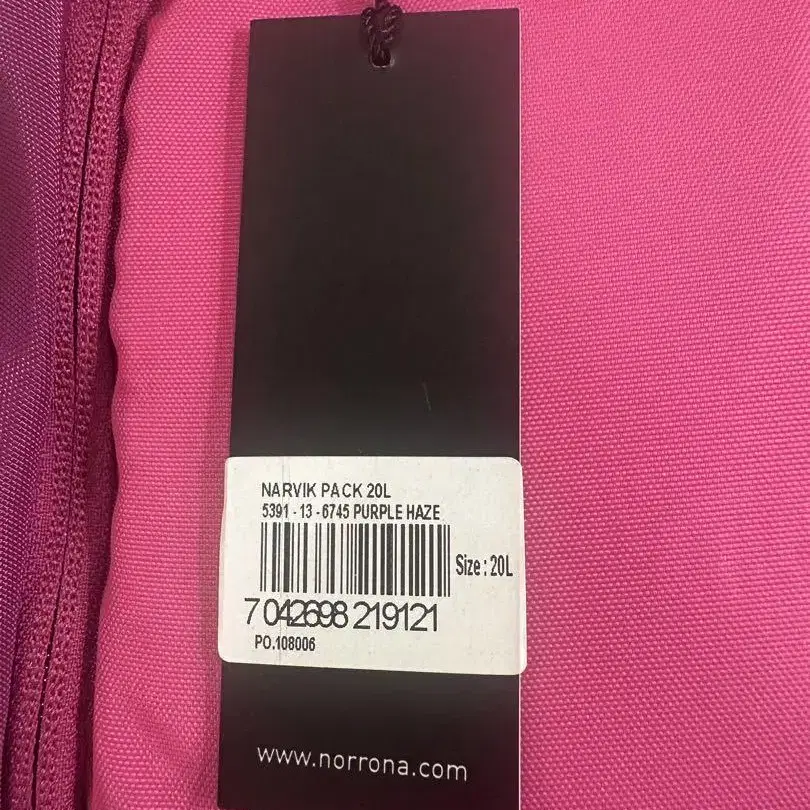 NARVIK PACK 20L
5391 - 13 - 6745 PURPLE HAZE
Size : 20L
7 042698 219121
PO.108006
www.norrona.com